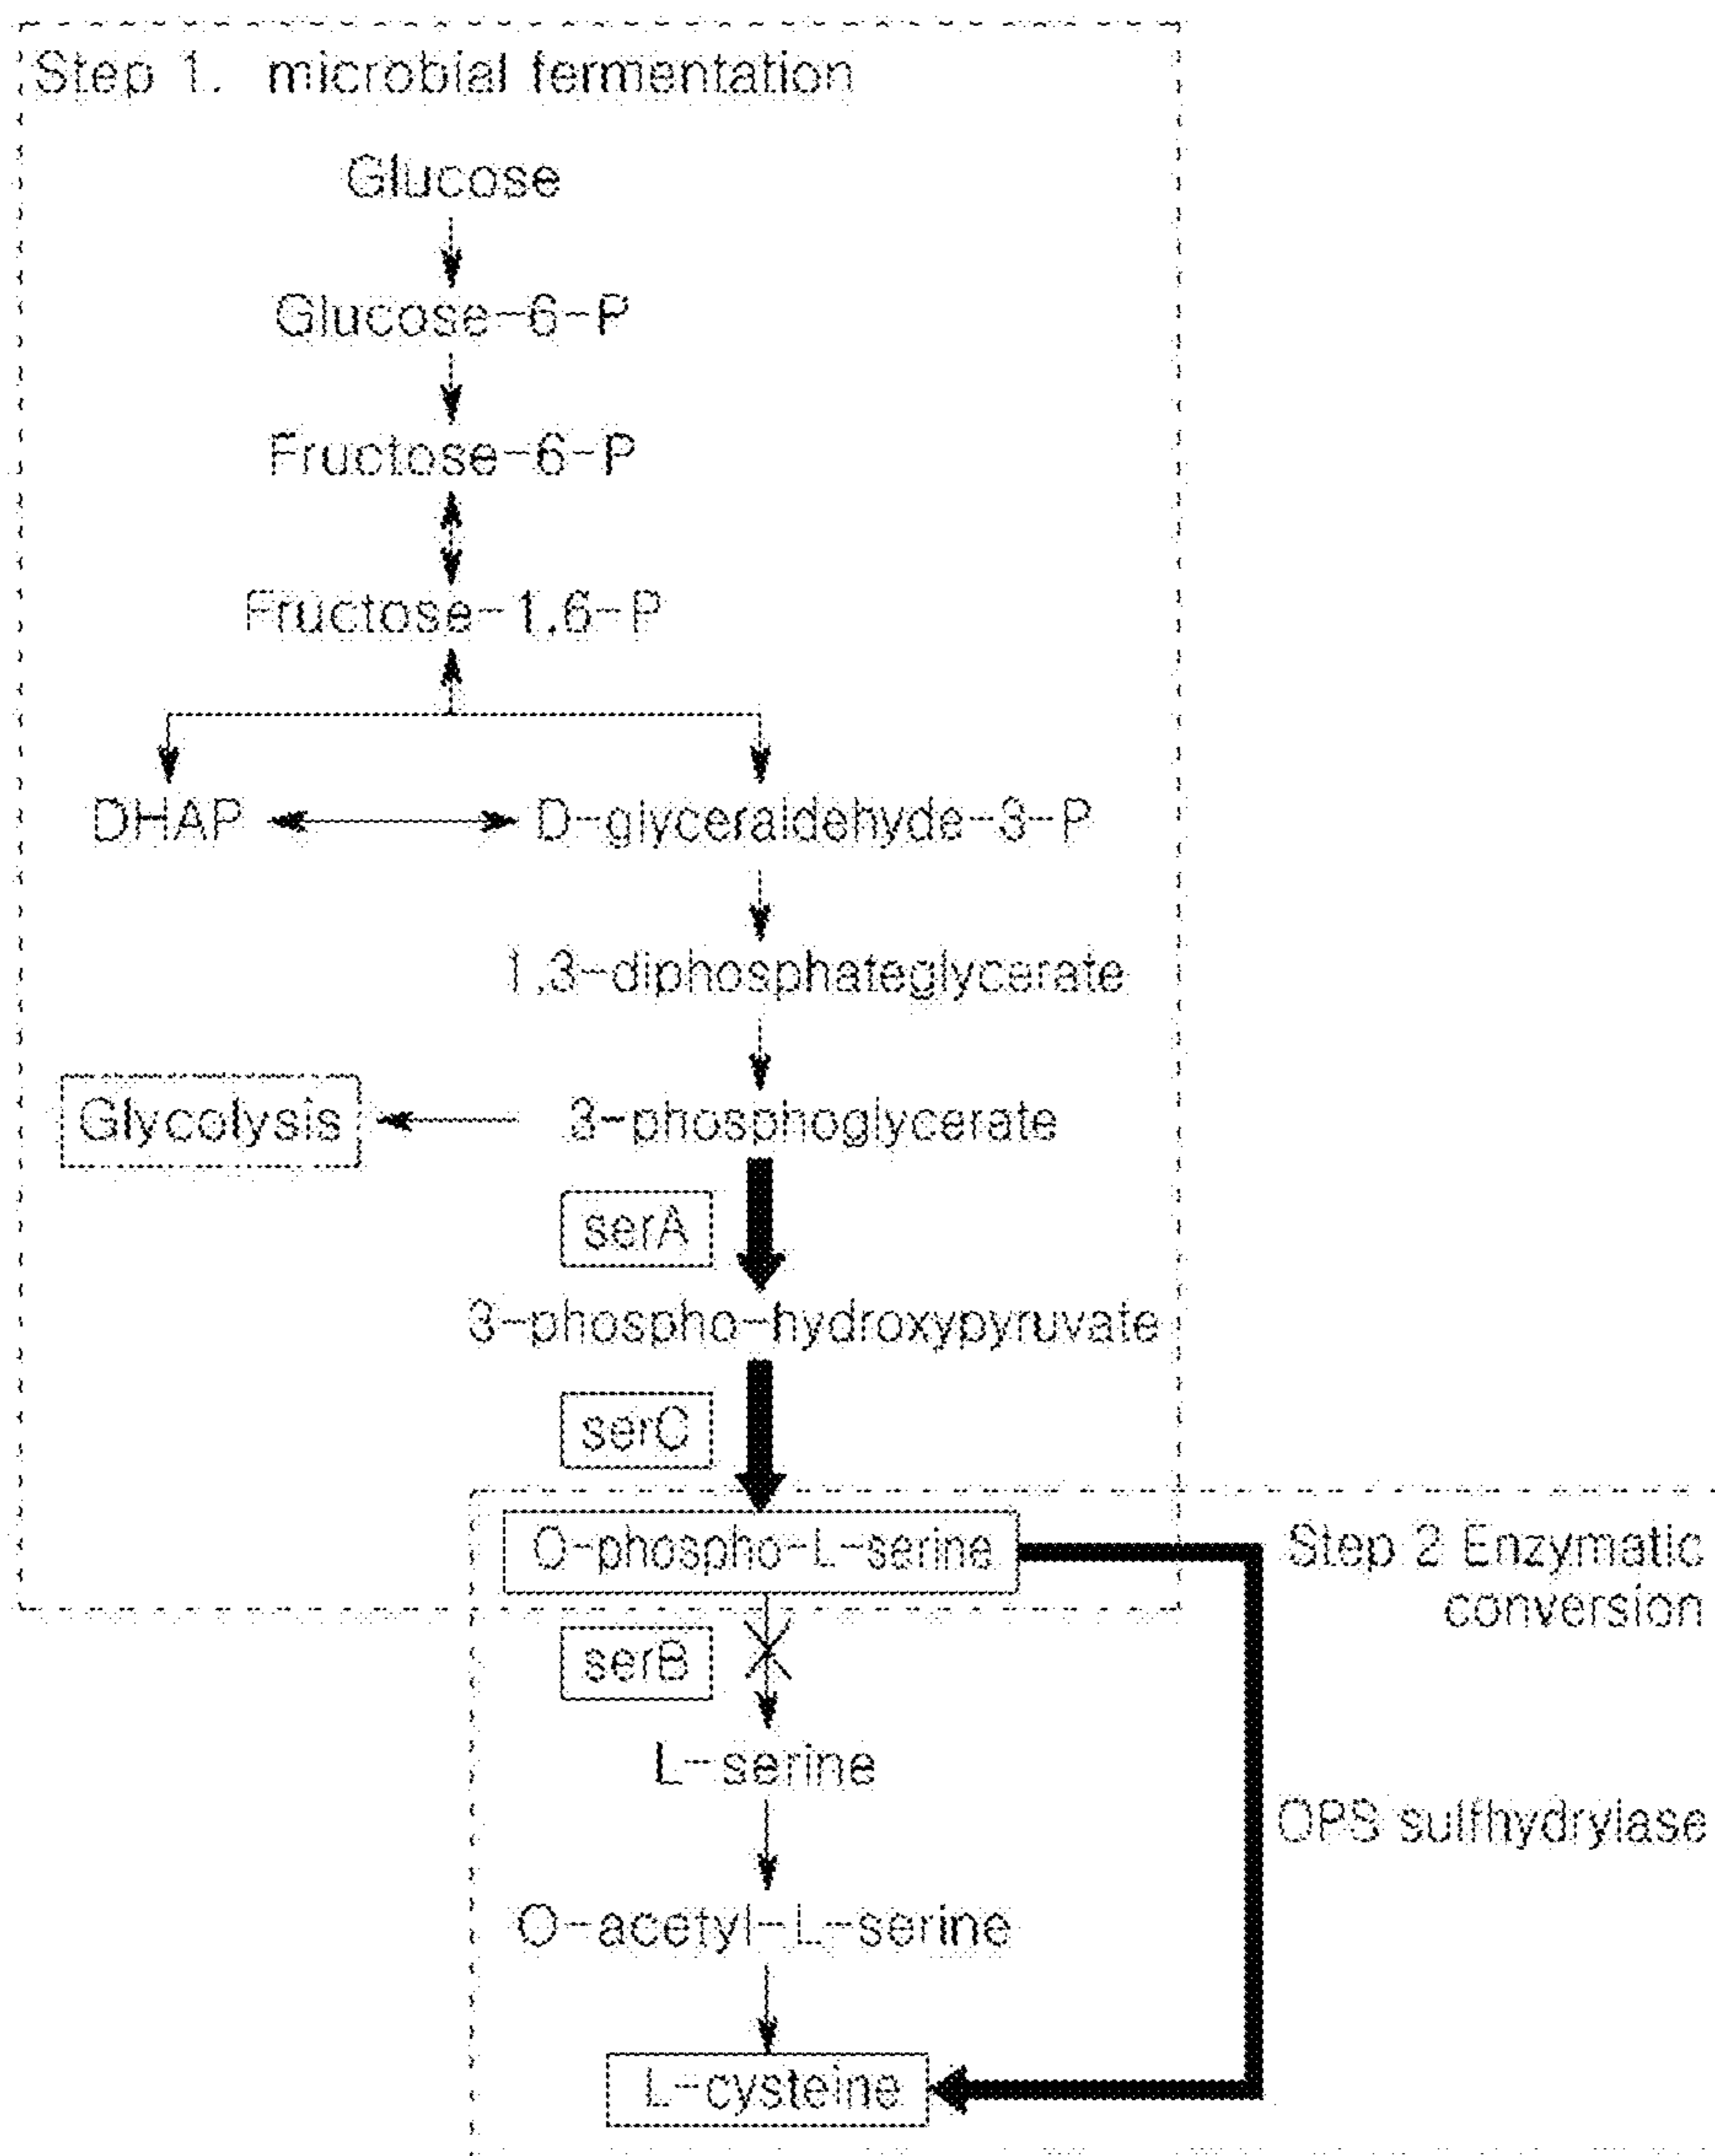 Step 1. microbial fermentation
Glucose
Glucose-6-P
Fructose-6-P
Fructose-1,6-P
DHAP
D-glyceraldehyde-3-P
1,3-diphosphateglycerate
Glycolysis
3-phosphoglycerate
serA
3-phospho-hydroxypyruvate
serC
O-phospho-L-serine
Step 2 Enzymatic
conversion
serB
L-serine
OPS sulfhydrylase
O-acetyl-L-serine
L-cysteine